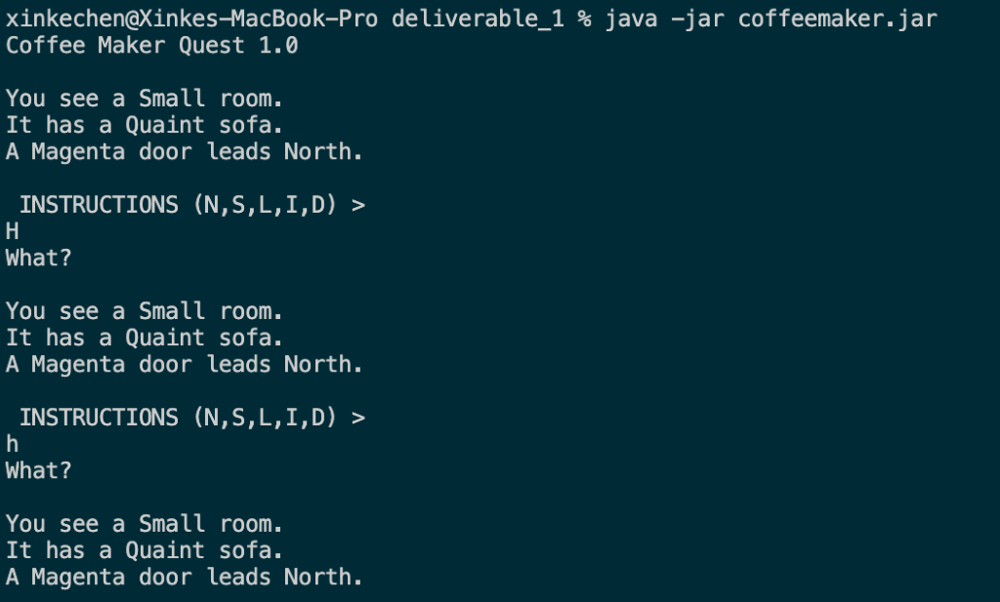 xinkechen@Xinkes-MacBook-Pro deliverable_1 % java -jar coffeemaker.jar
Coffee Maker Quest 1.0
You see a Small room.
It has a Quaint sofa.
A Magenta door leads North.
INSTRUCTIONS (N,S,L,I,D) >
H
What?
You see a Small room.
It has a Quaint sofa.
A Magenta door leads North.
INSTRUCTIONS (N,S,L,I,D) >
h
What?
You see a Small room.
It has a Quaint sofa.
A Magenta door leads North.